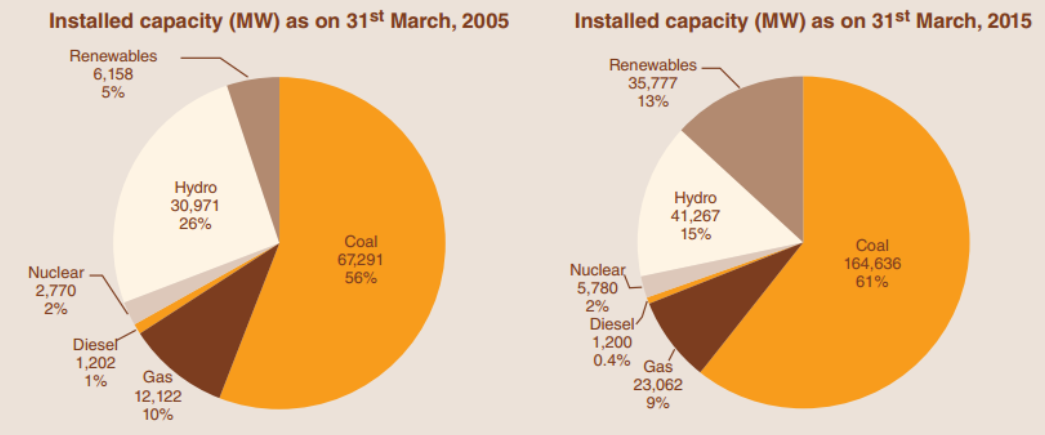 Installed capacity (MW) as on 31st March, 2005
Renewables
6,158
5%
Hydro
30,971
26%
Coal
67,291
56%
Nuclear
2,770
2%
Diesel
1,202
1%
Gas
12,122
10%
Installed capacity (MW) as on 31st March, 2015
Renewables
35,777
13%
Hydro
41,267
15%
Coal
164,636
61%
Nuclear
5,780
2%
Diesel
1,200
0.4%
Gas
23,062
9%